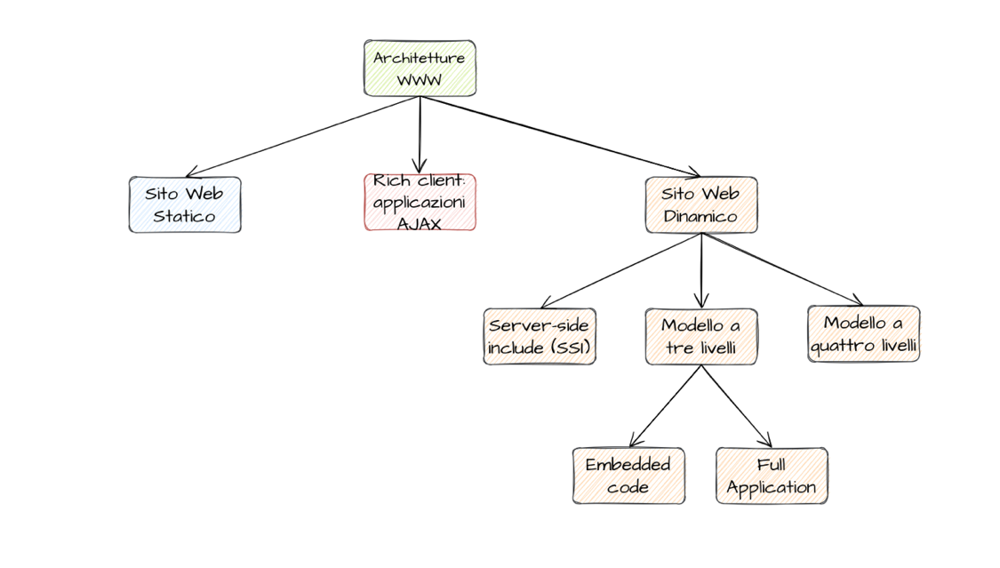 Architetture
WWW
Sito Web
Statico
Rich client:
applicazioni
AJAX
Sito Web
Dinamico
Server-side
include (SSI)
Modello a
tre livelli
Modello a
quattro livelli
Embedded
code
Full
Application